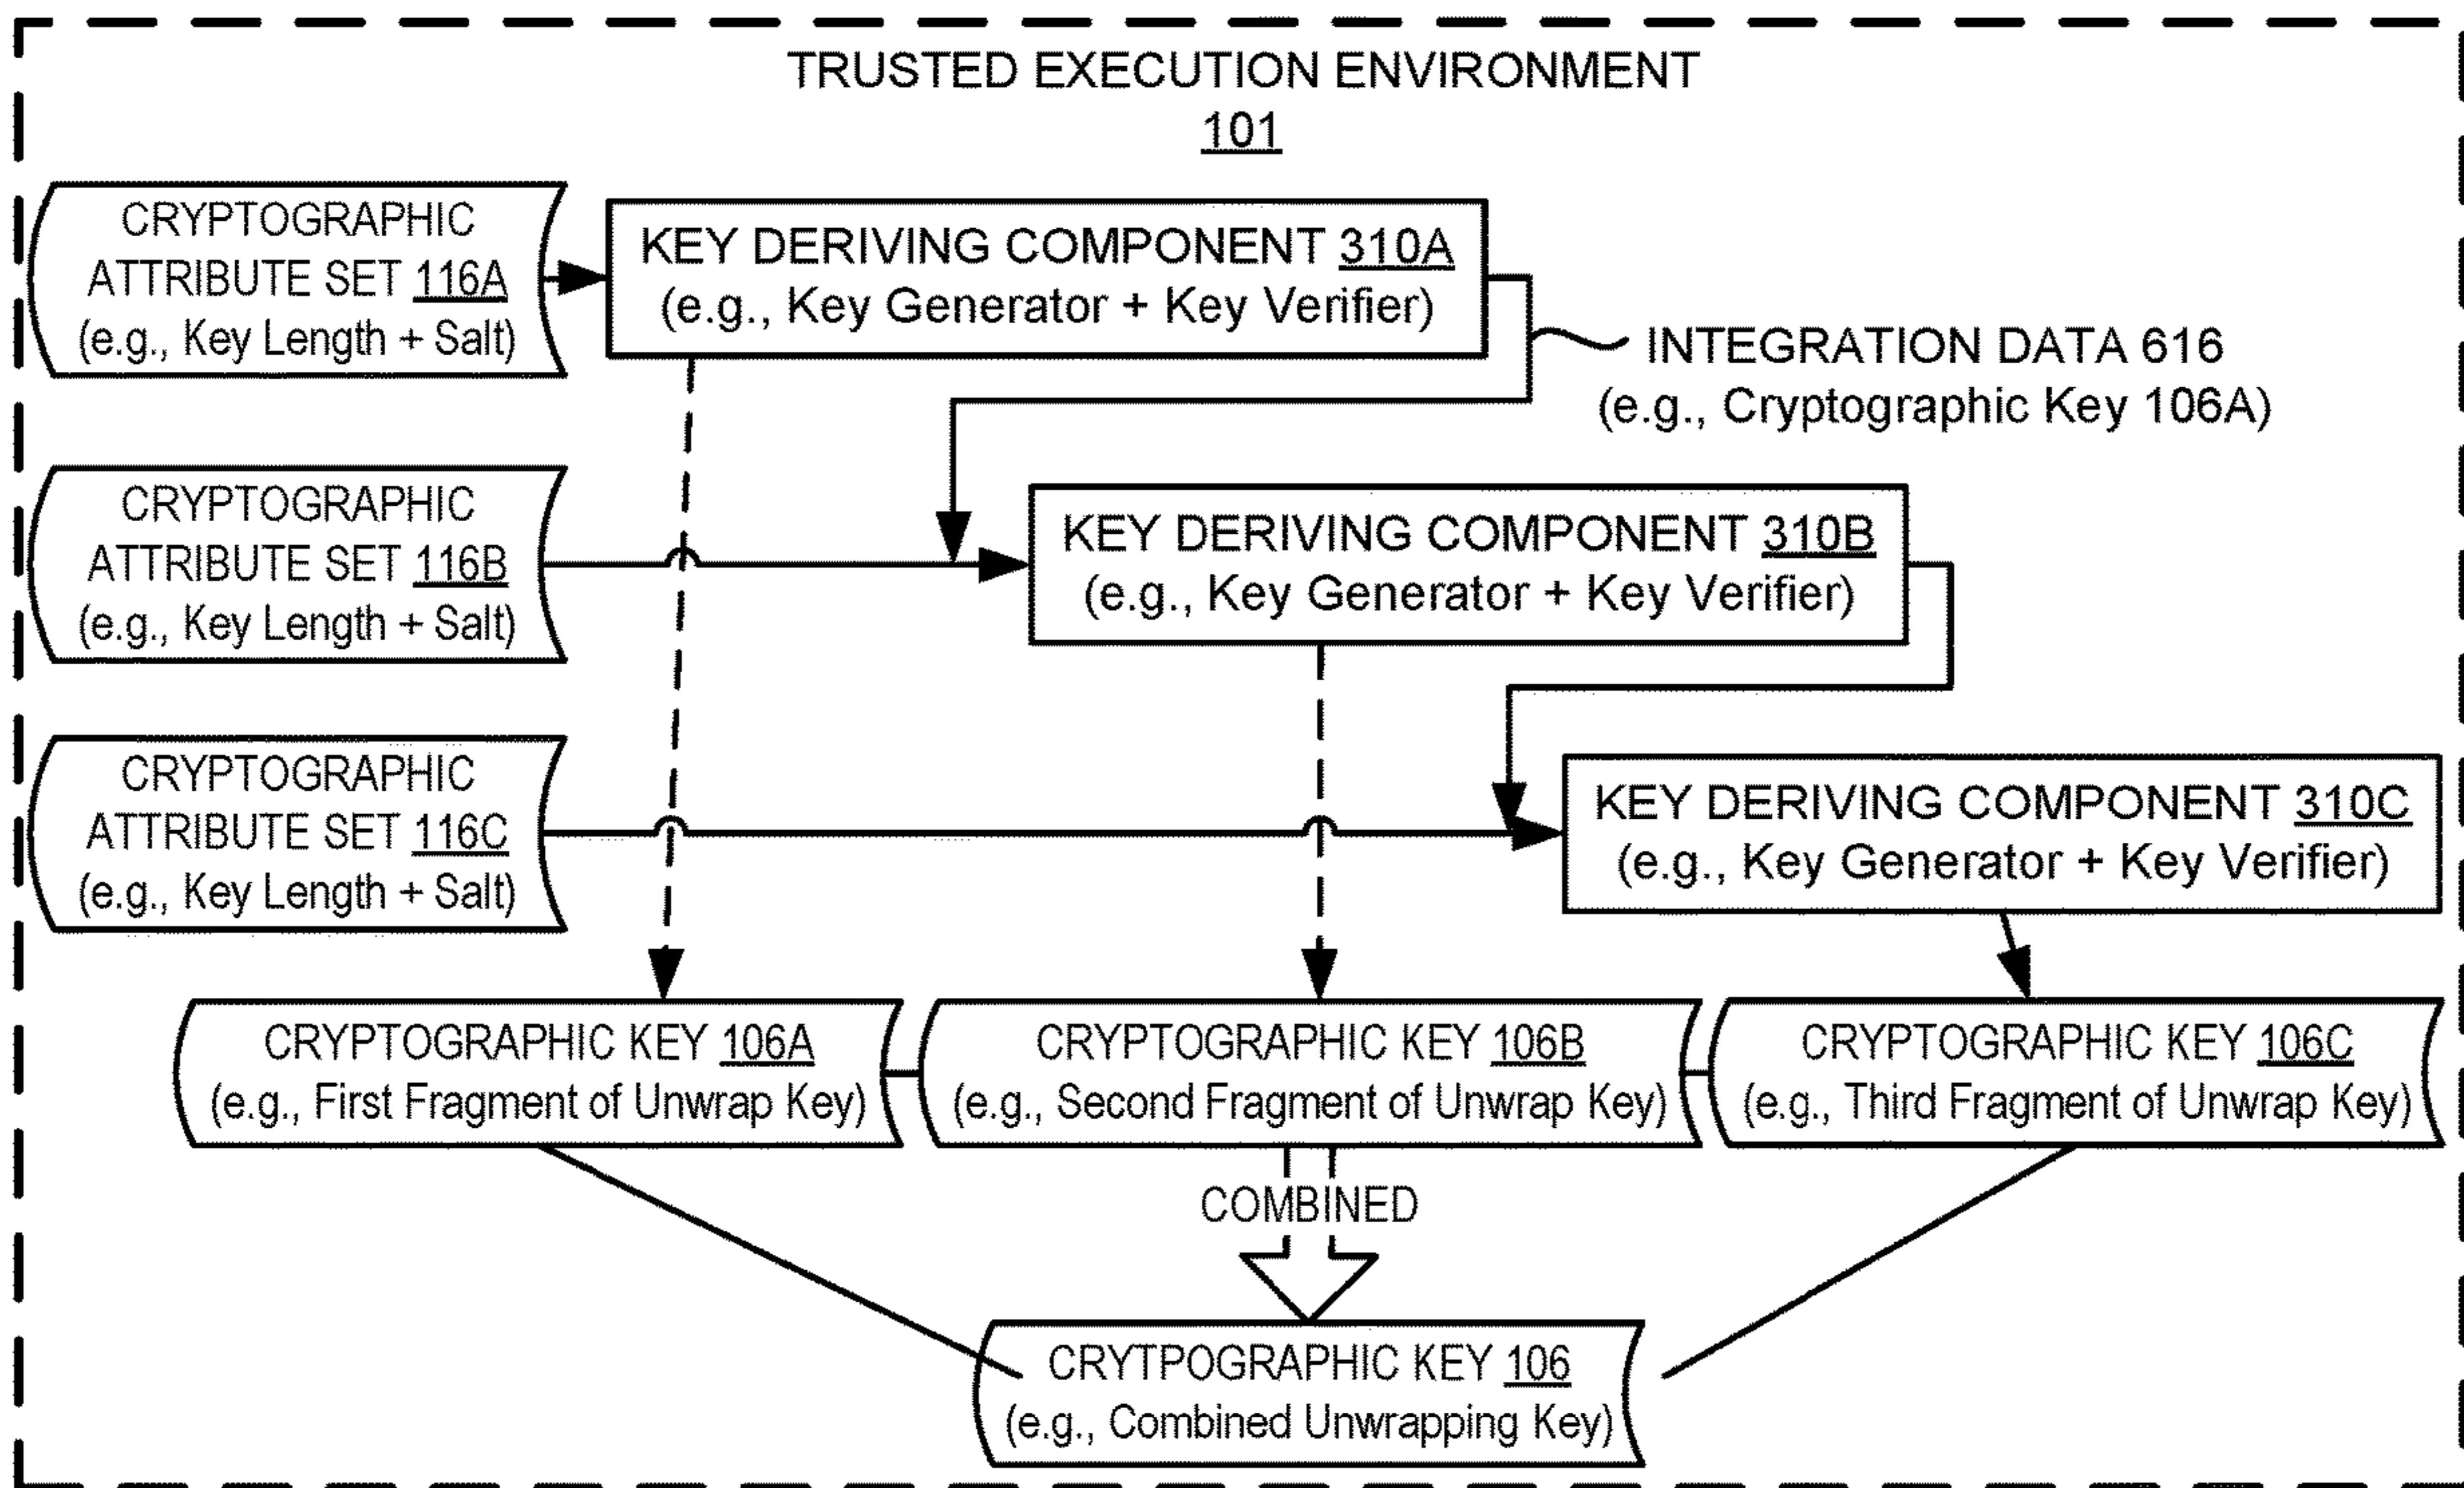 TRUSTED EXECUTION ENVIRONMENT
101
CRYPTOGRAPHIC
ATTRIBUTE SET 116A
(e.g., Key Length + Salt)
KEY DERIVING COMPONENT 310A
(e.g., Key Generator + Key Verifier)
INTEGRATION DATA 616
(e.g., Cryptographic Key 106A)
CRYPTOGRAPHIC
ATTRIBUTE SET 116B
(e.g., Key Length + Salt)
KEY DERIVING COMPONENT 310B
(e.g., Key Generator + Key Verifier)
CRYPTOGRAPHIC
ATTRIBUTE SET 116C
(e.g., Key Length + Salt)
KEY DERIVING COMPONENT 310C
(e.g., Key Generator + Key Verifier)
CRYPTOGRAPHIC KEY 106A
(e.g., First Fragment of Unwrap Key)
CRYPTOGRAPHIC KEY 106B
(e.g., Second Fragment of Unwrap Key)
CRYPTOGRAPHIC KEY 106C
(e.g., Third Fragment of Unwrap Key)
COMBINED
CRYTPOGRAPHIC KEY 106
(e.g., Combined Unwrapping Key)